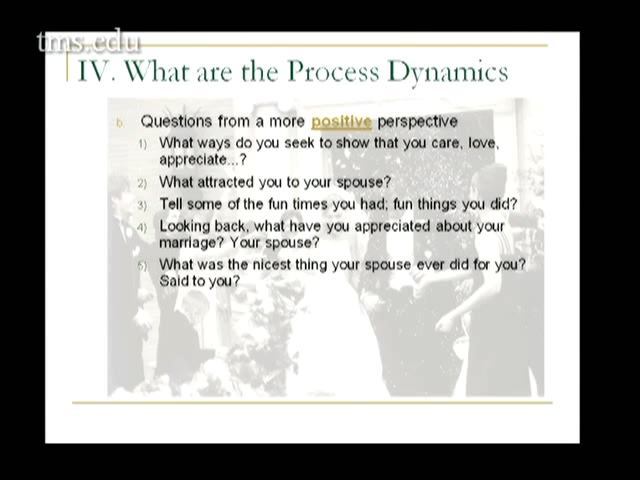 tms.edu
IV. What are the Process Dynamics
b. Questions from a more positive perspective
1) What ways do you seek to show that you care, love,
appreciate...?
2) What attracted you to your spouse?
3) Tell some of the fun times you had; fun things you did?
4) Looking back, what have you appreciated about your
marriage? Your spouse?
5) What was the nicest thing your spouse ever did for you?
Said to you?